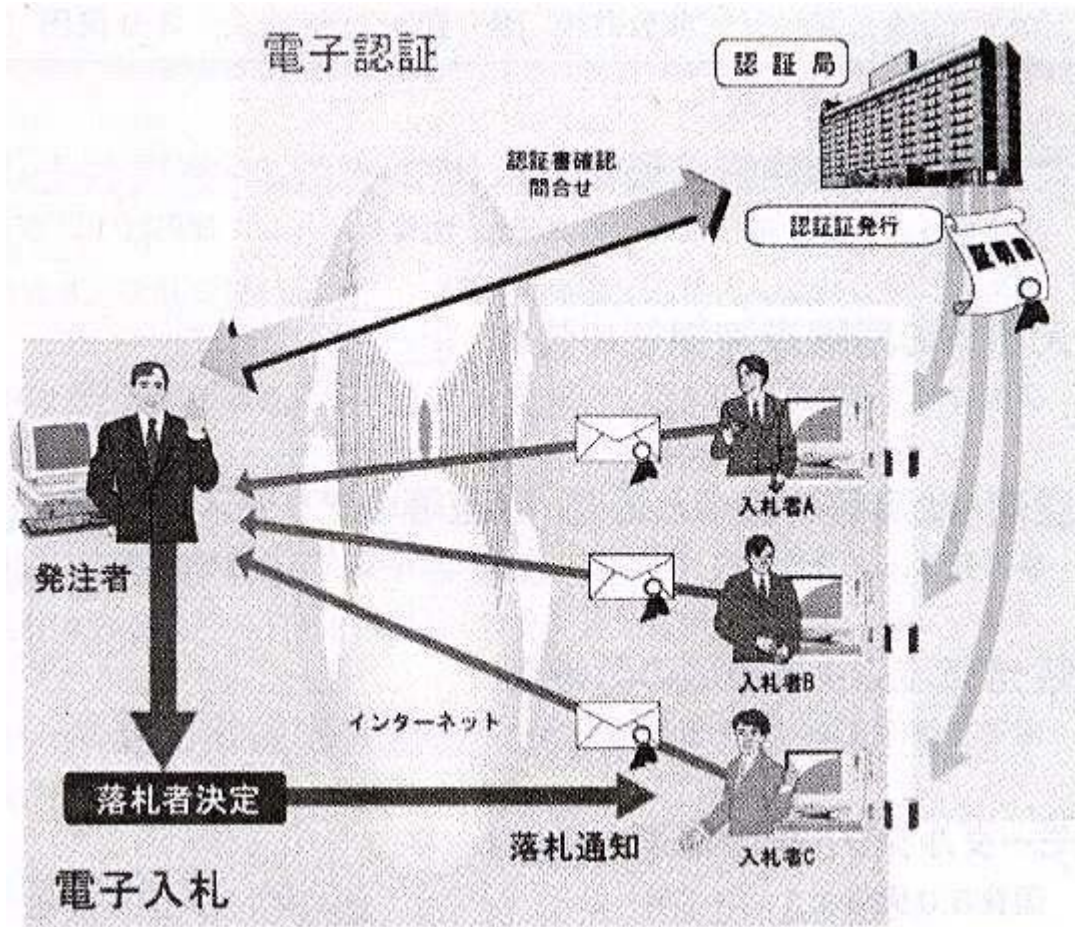 電子認証
認証局
認証書確認
問合せ
認証証発行
証明書
入札者A
発注者
入札者B
インターネット
落札者決定
落札通知
入札者C
電子入札